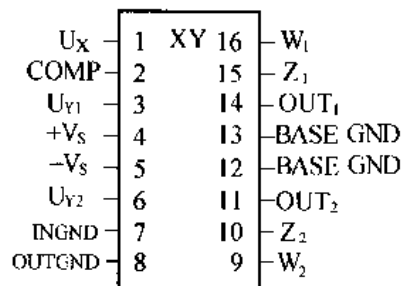 U_X 1 XY 16 W_1
COMP 2 15 Z_1
U_Y1 3 14 OUT_1
+V_S 4 13 BASE GND
−V_S 5 12 BASE GND
U_Y2 6 11 OUT_2
INGND 7 10 Z_2
OUTGND 8 9 W_2